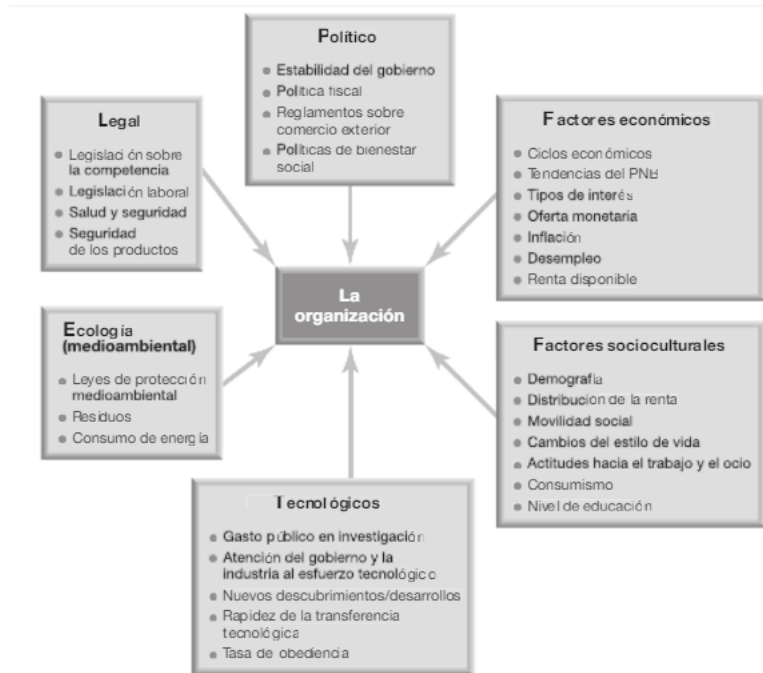 Político
Estabilidad del gobierno
Política fiscal
Reglamentos sobre
comercio exterior
Políticas de bienestar
social
Legal
Legislación sobre
la competencia
Legislación laboral
Salud y seguridad
Seguridad
de los productos
Factores económicos
Ciclos económicos
Tendencias del PNB
Tipos de interés
Oferta monetaria
Inflación
Desempleo
Renta disponible
La
organización
Ecología
(medioambiental)
Leyes de protección
medioambiental
Residuos
Consumo de energía
Factores socioculturales
Demografía
Distribución de la renta
Movilidad social
Cambios del estilo de vida
Actitudes hacia el trabajo y el ocio
Consumismo
Nivel de educación
Tecnológicos
Gasto público en investigación
Atención del gobierno y la
industria al esfuerzo tecnológico
Nuevos descubrimientos/desarrollos
Rapidez de la transferencia
tecnológica
Tasa de obediencia